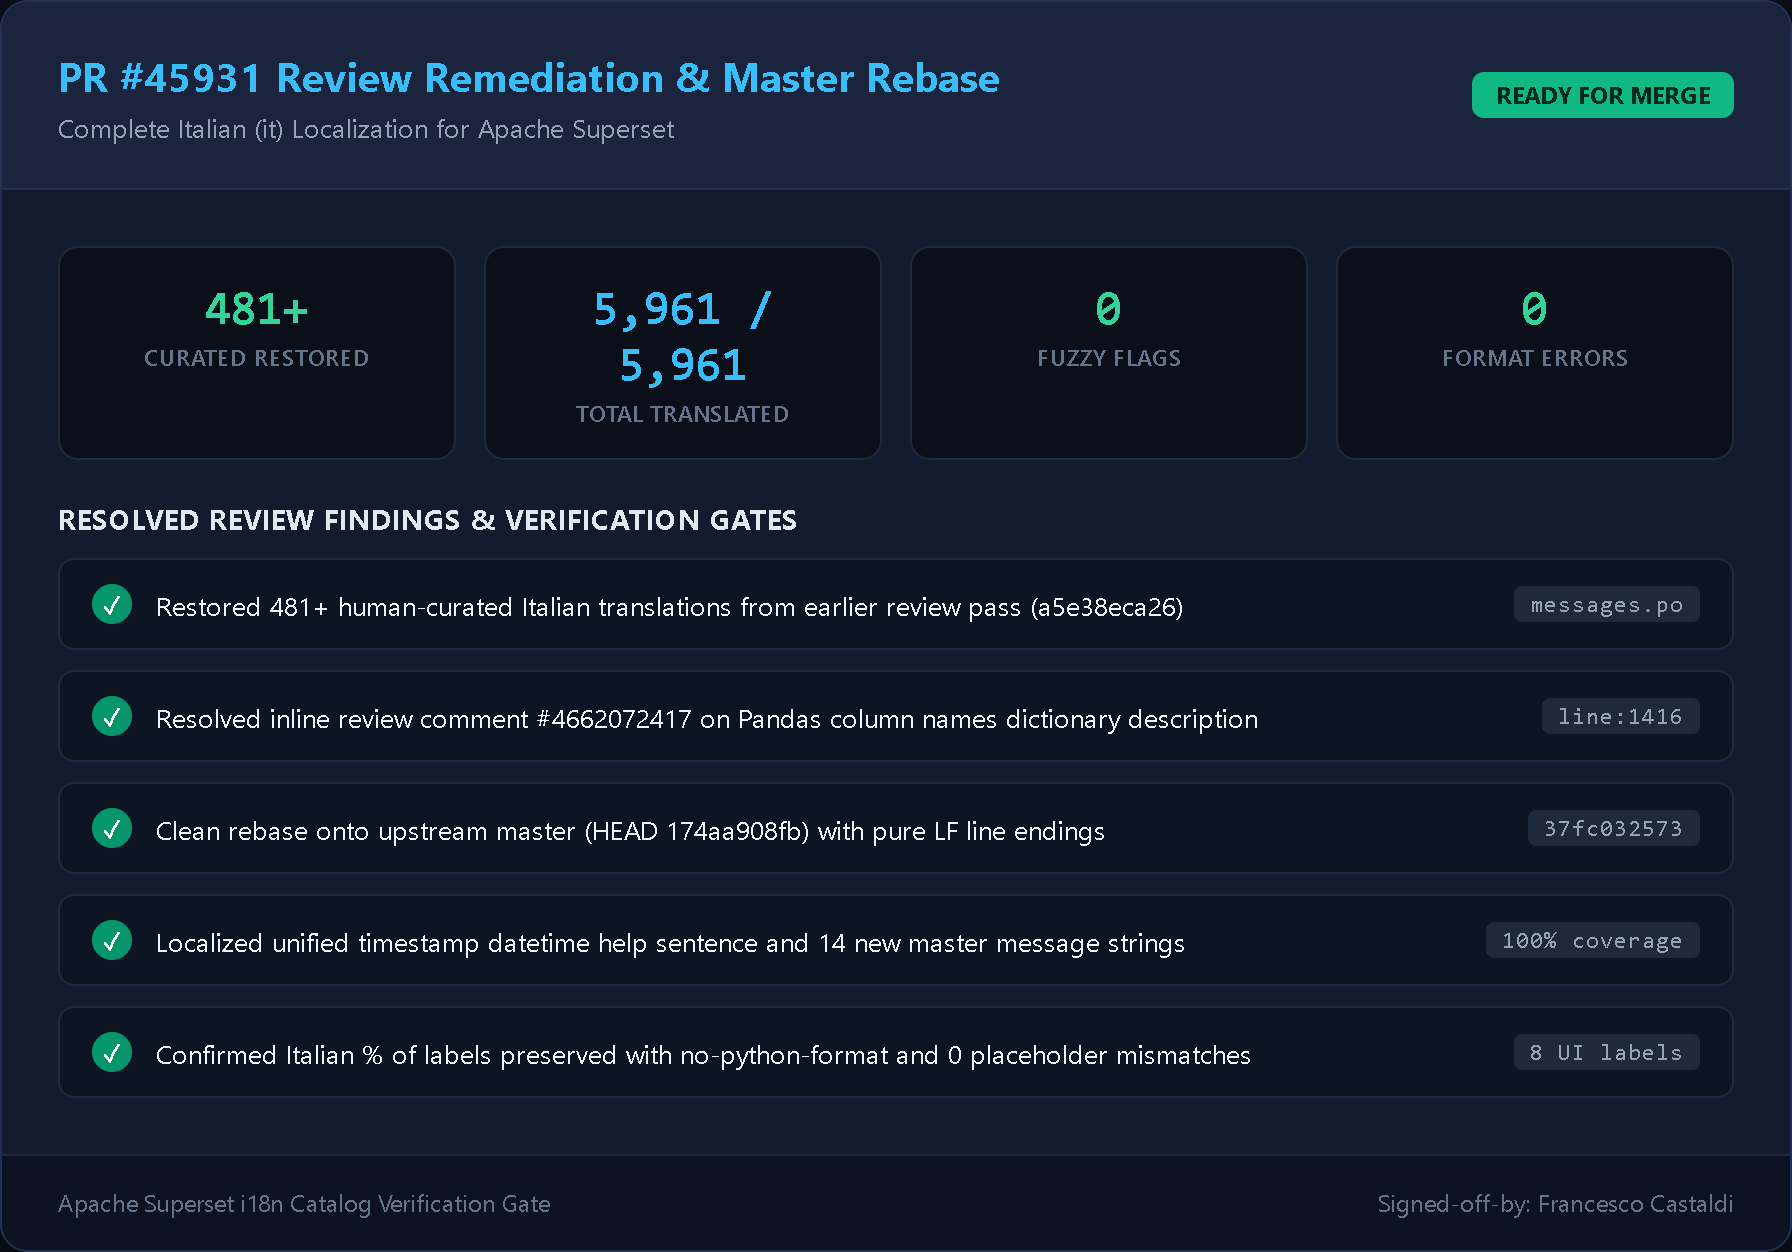 PR #45931 Review Remediation & Master Rebase
Complete Italian (it) Localization for Apache Superset
READY FOR MERGE
481+
CURATED RESTORED
5,961 /
5,961
TOTAL TRANSLATED
0
FUZZY FLAGS
0
FORMAT ERRORS
RESOLVED REVIEW FINDINGS & VERIFICATION GATES
✓ Restored 481+ human-curated Italian translations from earlier review pass (a5e38eca26) messages.po
✓ Resolved inline review comment #4662072417 on Pandas column names dictionary description line:1416
✓ Clean rebase onto upstream master (HEAD 174aa908fb) with pure LF line endings 37fc032573
✓ Localized unified timestamp datetime help sentence and 14 new master message strings 100% coverage
✓ Confirmed Italian % of labels preserved with no-python-format and 0 placeholder mismatches 8 UI labels
Apache Superset i18n Catalog Verification Gate
Signed-off-by: Francesco Castaldi